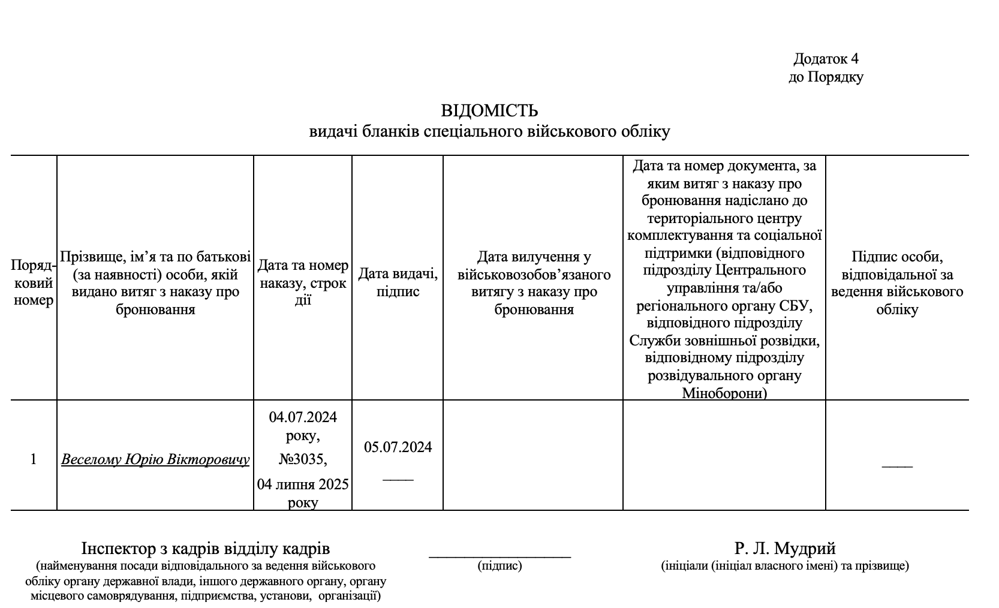 Додаток 4
до Порядку
ВІДОМІСТЬ
видачі бланків спеціального військового обліку
Поряд-
ковий
номер
Прізвище, ім’я та по батькові
(за наявності) особи, якій
видано витяг з наказу про
бронювання
Дата та номер
наказу, строк
дії
Дата видачі,
підпис
Дата вилучення у
військовозобов’язаного
витягу з наказу про
бронювання
Дата та номер документа, за
яким витяг з наказу про
бронювання надіслано до
територіального центру
комплектування та соціальної
підтримки (відповідного
підрозділу Центрального
управління та/або
регіонального органу СБУ,
відповідного підрозділу
Служби зовнішньої розвідки,
відповідному підрозділу
розвідувального органу
Міноборони)
Підпис особи,
відповідальної за
ведення військового
обліку
1
Веселому Юрію Вікторовичу
04.07.2024
року,
№3035,
04 липня 2025
року
05.07.2024
____
____
Інспектор з кадрів відділу кадрів
(найменування посади відповідального за ведення військового
обліку органу державної влади, іншого державного органу, органу
місцевого самоврядування, підприємства, установи, організації)
________________
(підпис)
Р. Л. Мудрий
(ініціали (ініціал власного імені) та прізвище)